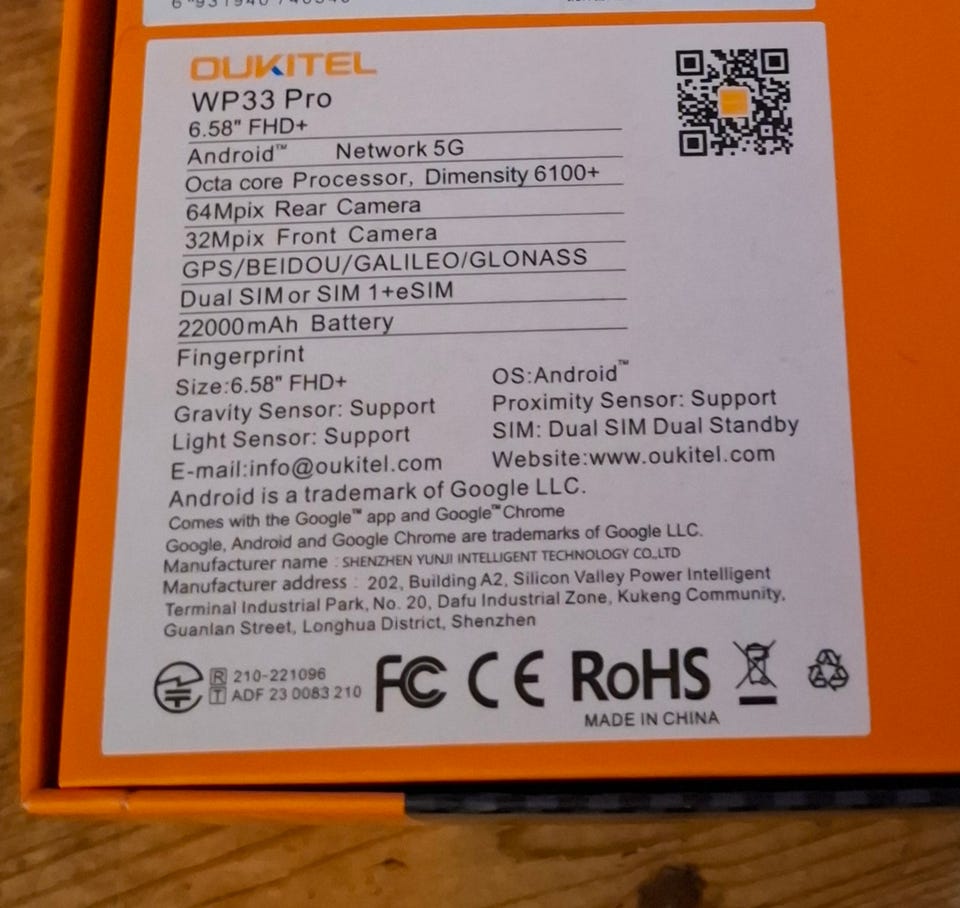 OUKITEL
WP33 Pro
6.58" FHD+
Android™ Network 5G
Octa core Processor, Dimensity 6100+
64Mpix Rear Camera
32Mpix Front Camera
GPS/BEIDOU/GALILEO/GLONASS
Dual SIM or SIM 1+eSIM
22000mAh Battery
Fingerprint
Size:6.58" FHD+ OS:Android™
Gravity Sensor: Support Proximity Sensor: Support
Light Sensor: Support SIM: Dual SIM Dual Standby
E-mail:info@oukitel.com Website:www.oukitel.com
Android is a trademark of Google LLC.
Comes with the Google™ app and Google™ Chrome
Google, Android and Google Chrome are trademarks of Google LLC.
Manufacturer name : SHENZHEN YUNJI INTELLIGENT TECHNOLOGY CO.,LTD
Manufacturer address : 202, Building A2, Silicon Valley Power Intelligent
Terminal Industrial Park, No. 20, Dafu Industrial Zone, Kukeng Community,
Guanlan Street, Longhua District, Shenzhen
R 210-221096
T ADF 23 0083 210
FC CE RoHS
MADE IN CHINA